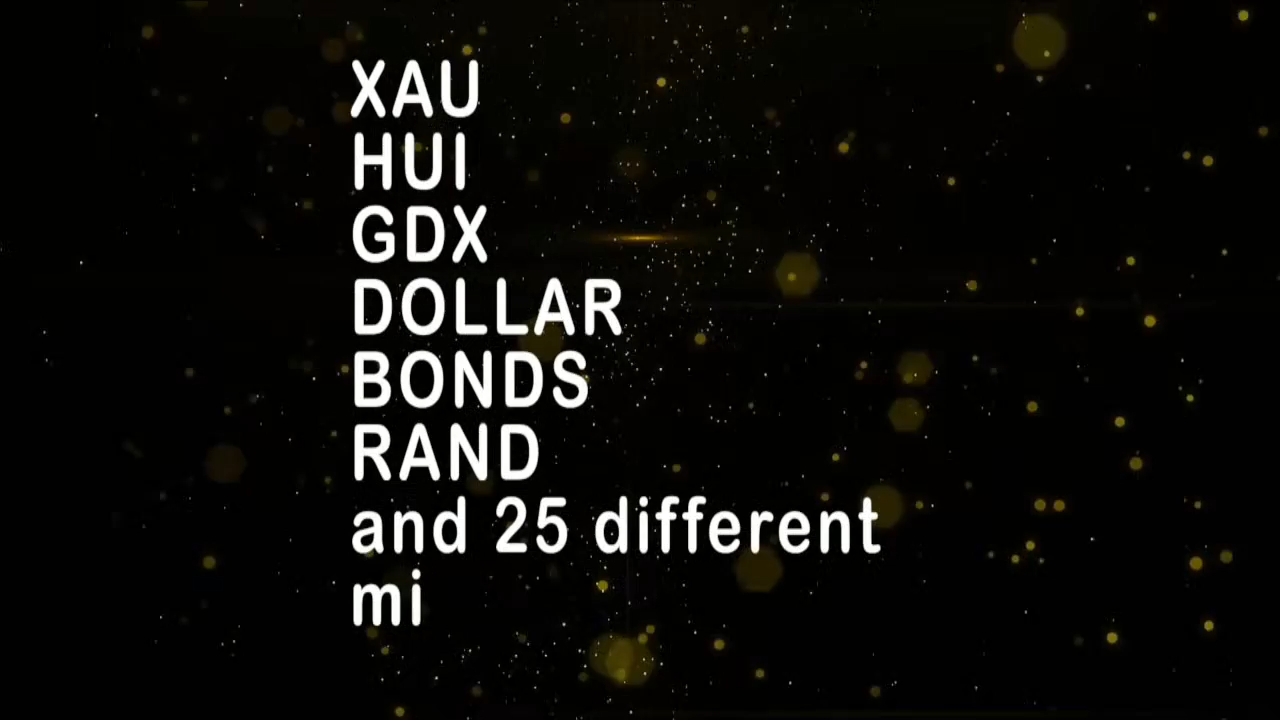 XAU
HUI
GDX
DOLLAR
BONDS
RAND
and 25 different
mi